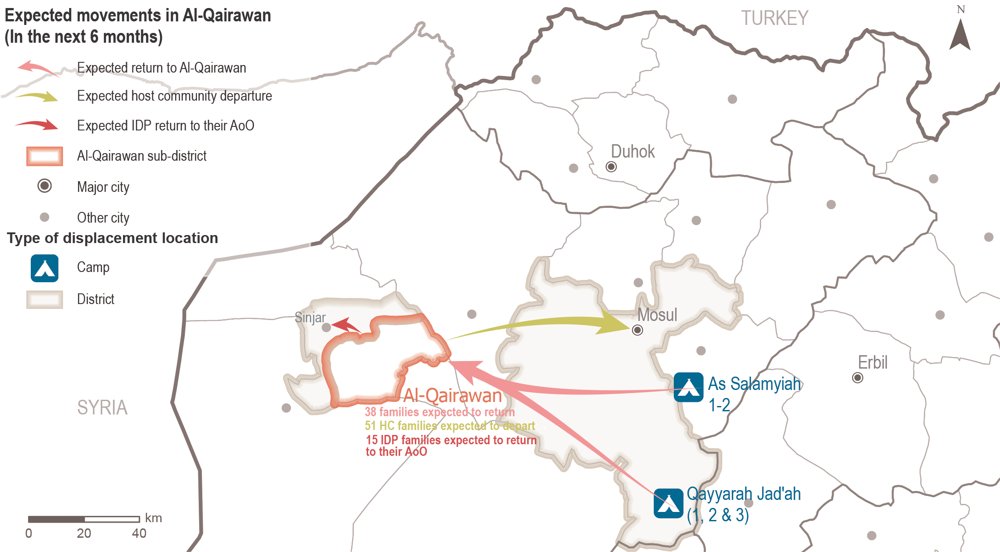 Expected movements in Al-Qairawan
(In the next 6 months)
Expected return to Al-Qairawan
Expected host community departure
Expected IDP return to their AoO
Al-Qairawan sub-district
Major city
Other city
Type of displacement location
Camp
District
TURKEY
N
Duhok
Sinjar
Mosul
Erbil
SYRIA
As Salamyiah
1-2
Al-Qairawan
38 families expected to return
51 HC families expected to depart
15 IDP families expected to return
to their AoO
Qayyarah Jad'ah
(1, 2 & 3)
km
0 20 40